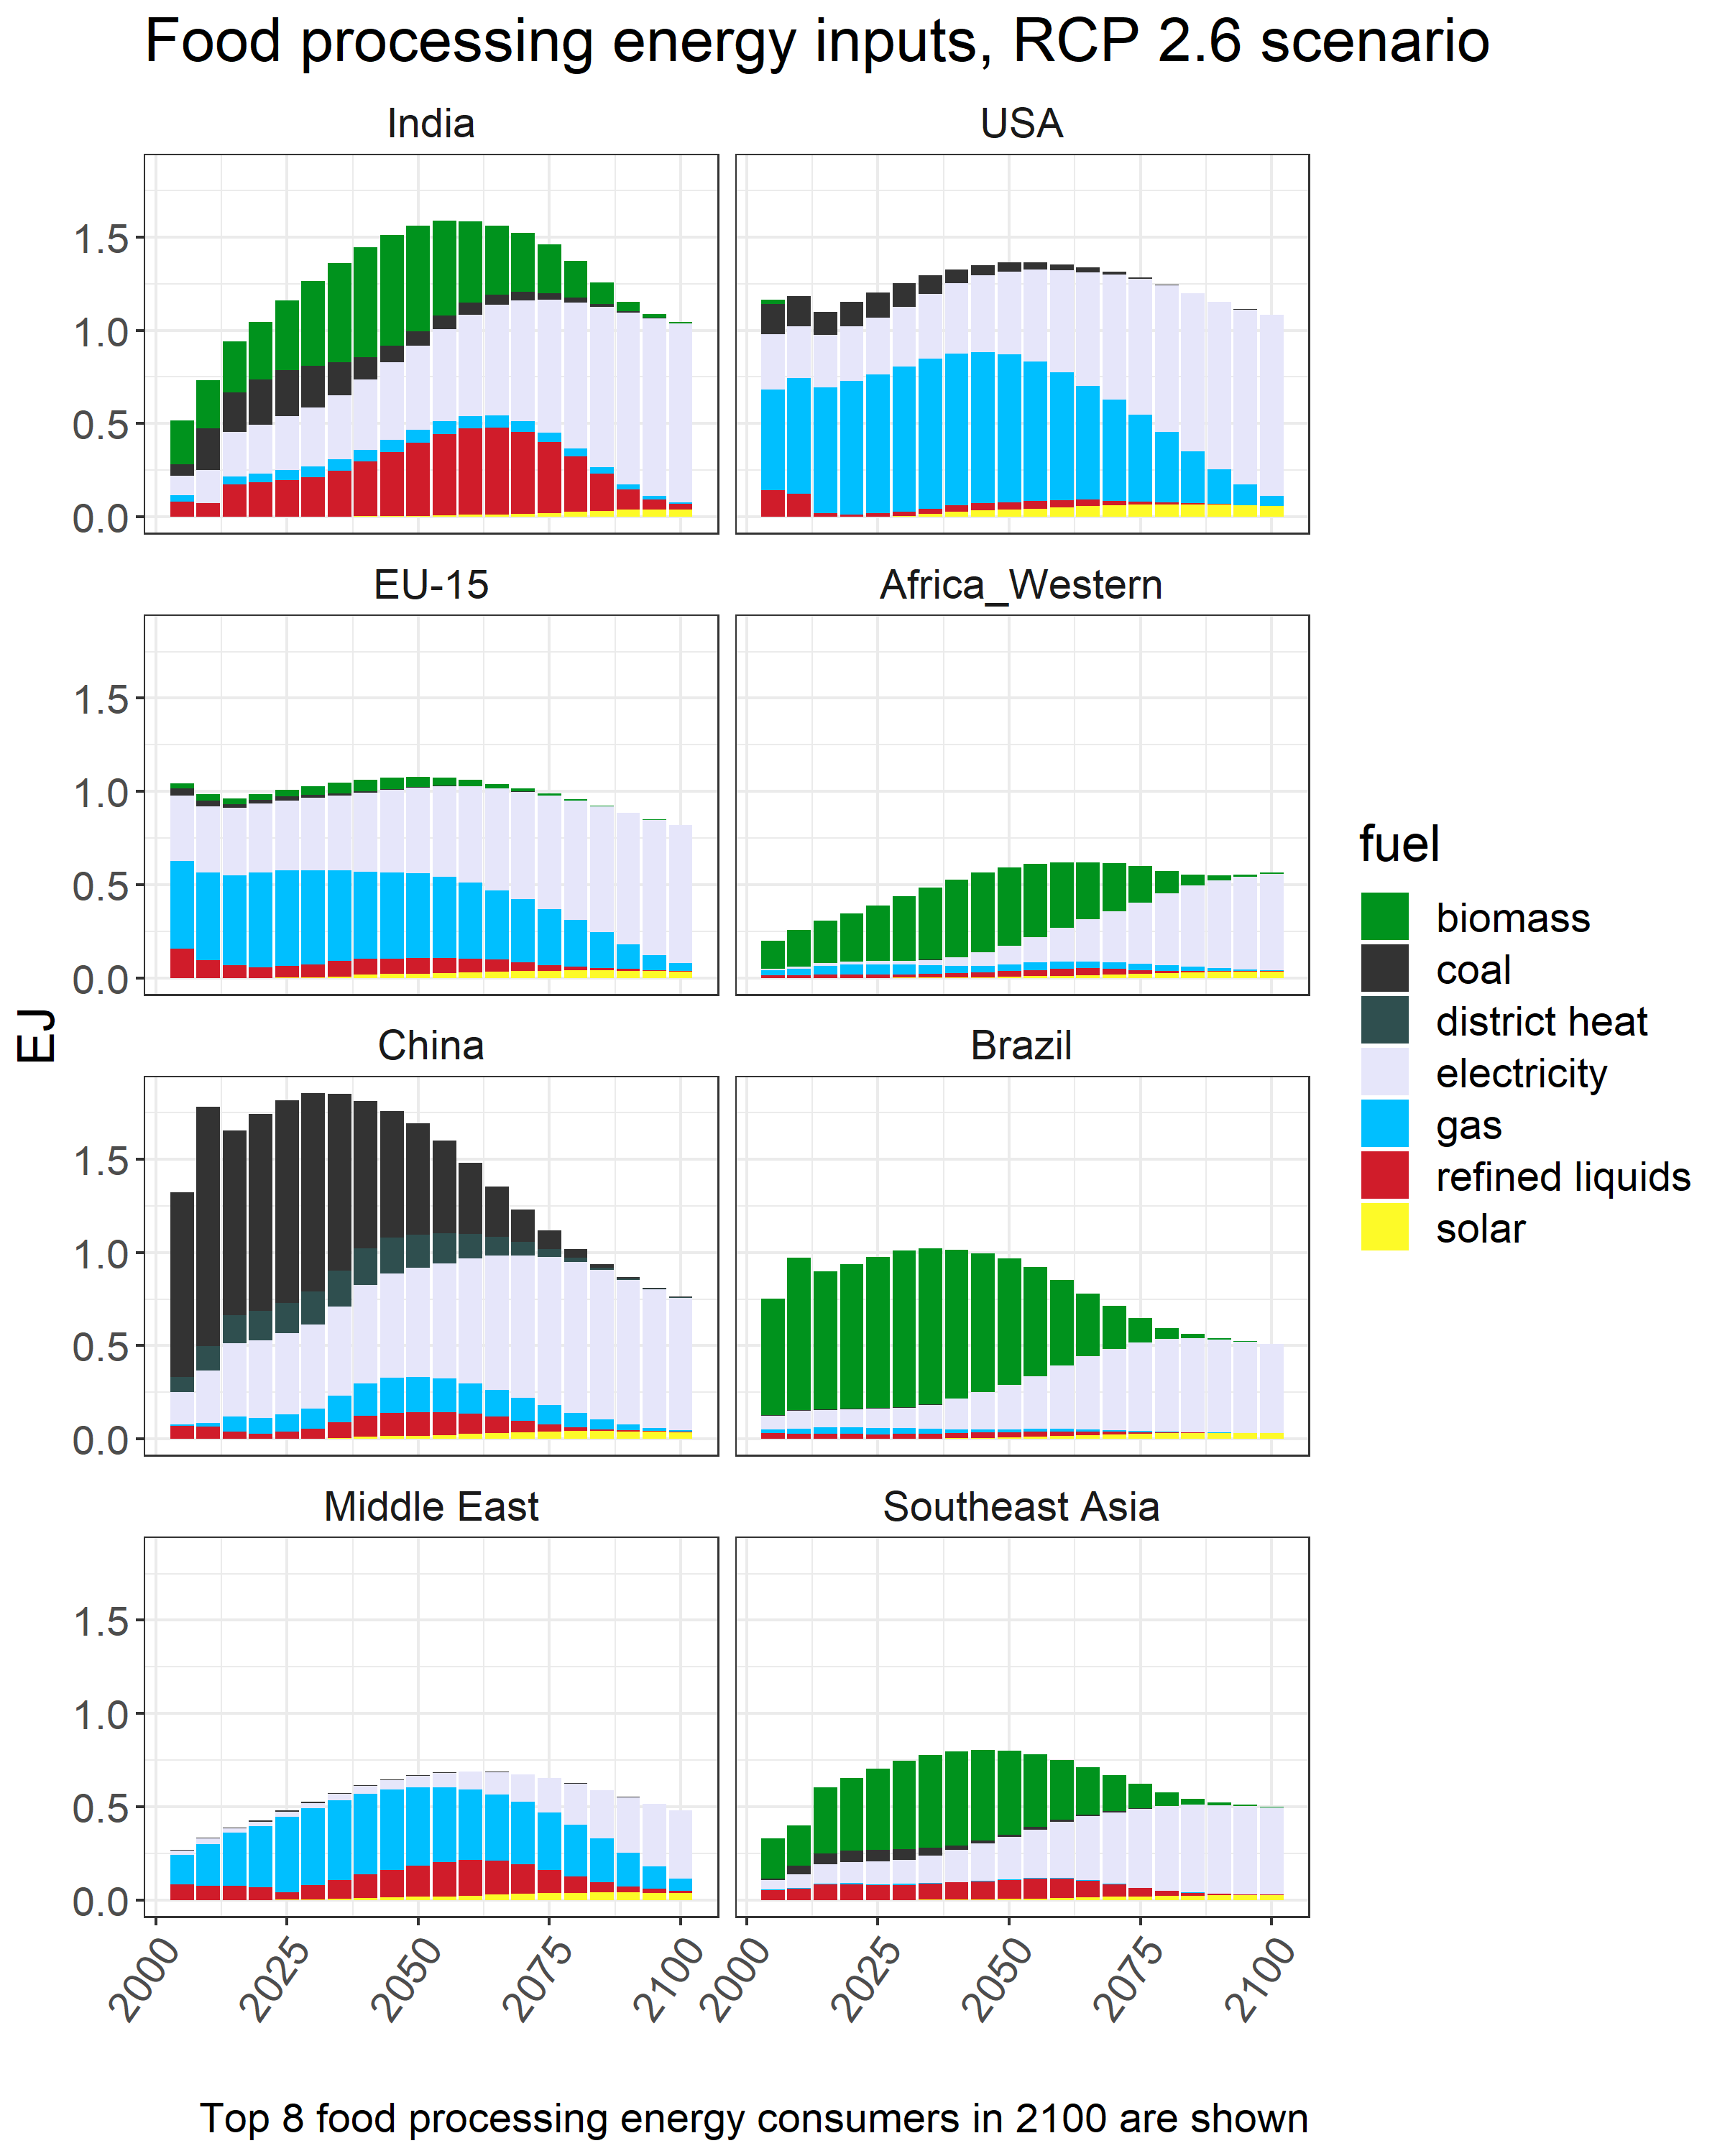 Food processing energy inputs, RCP 2.6 scenario
India
USA
1.5
1.0
0.5
0.0
EU-15
Africa_Western
1.5
1.0
0.5
0.0
China
Brazil
1.5
1.0
0.5
0.0
Middle East
Southeast Asia
1.5
1.0
0.5
0.0
EJ
2000
2025
2050
2075
2100
2000
2025
2050
2075
2100
fuel
biomass
coal
district heat
electricity
gas
refined liquids
solar
Top 8 food processing energy consumers in 2100 are shown